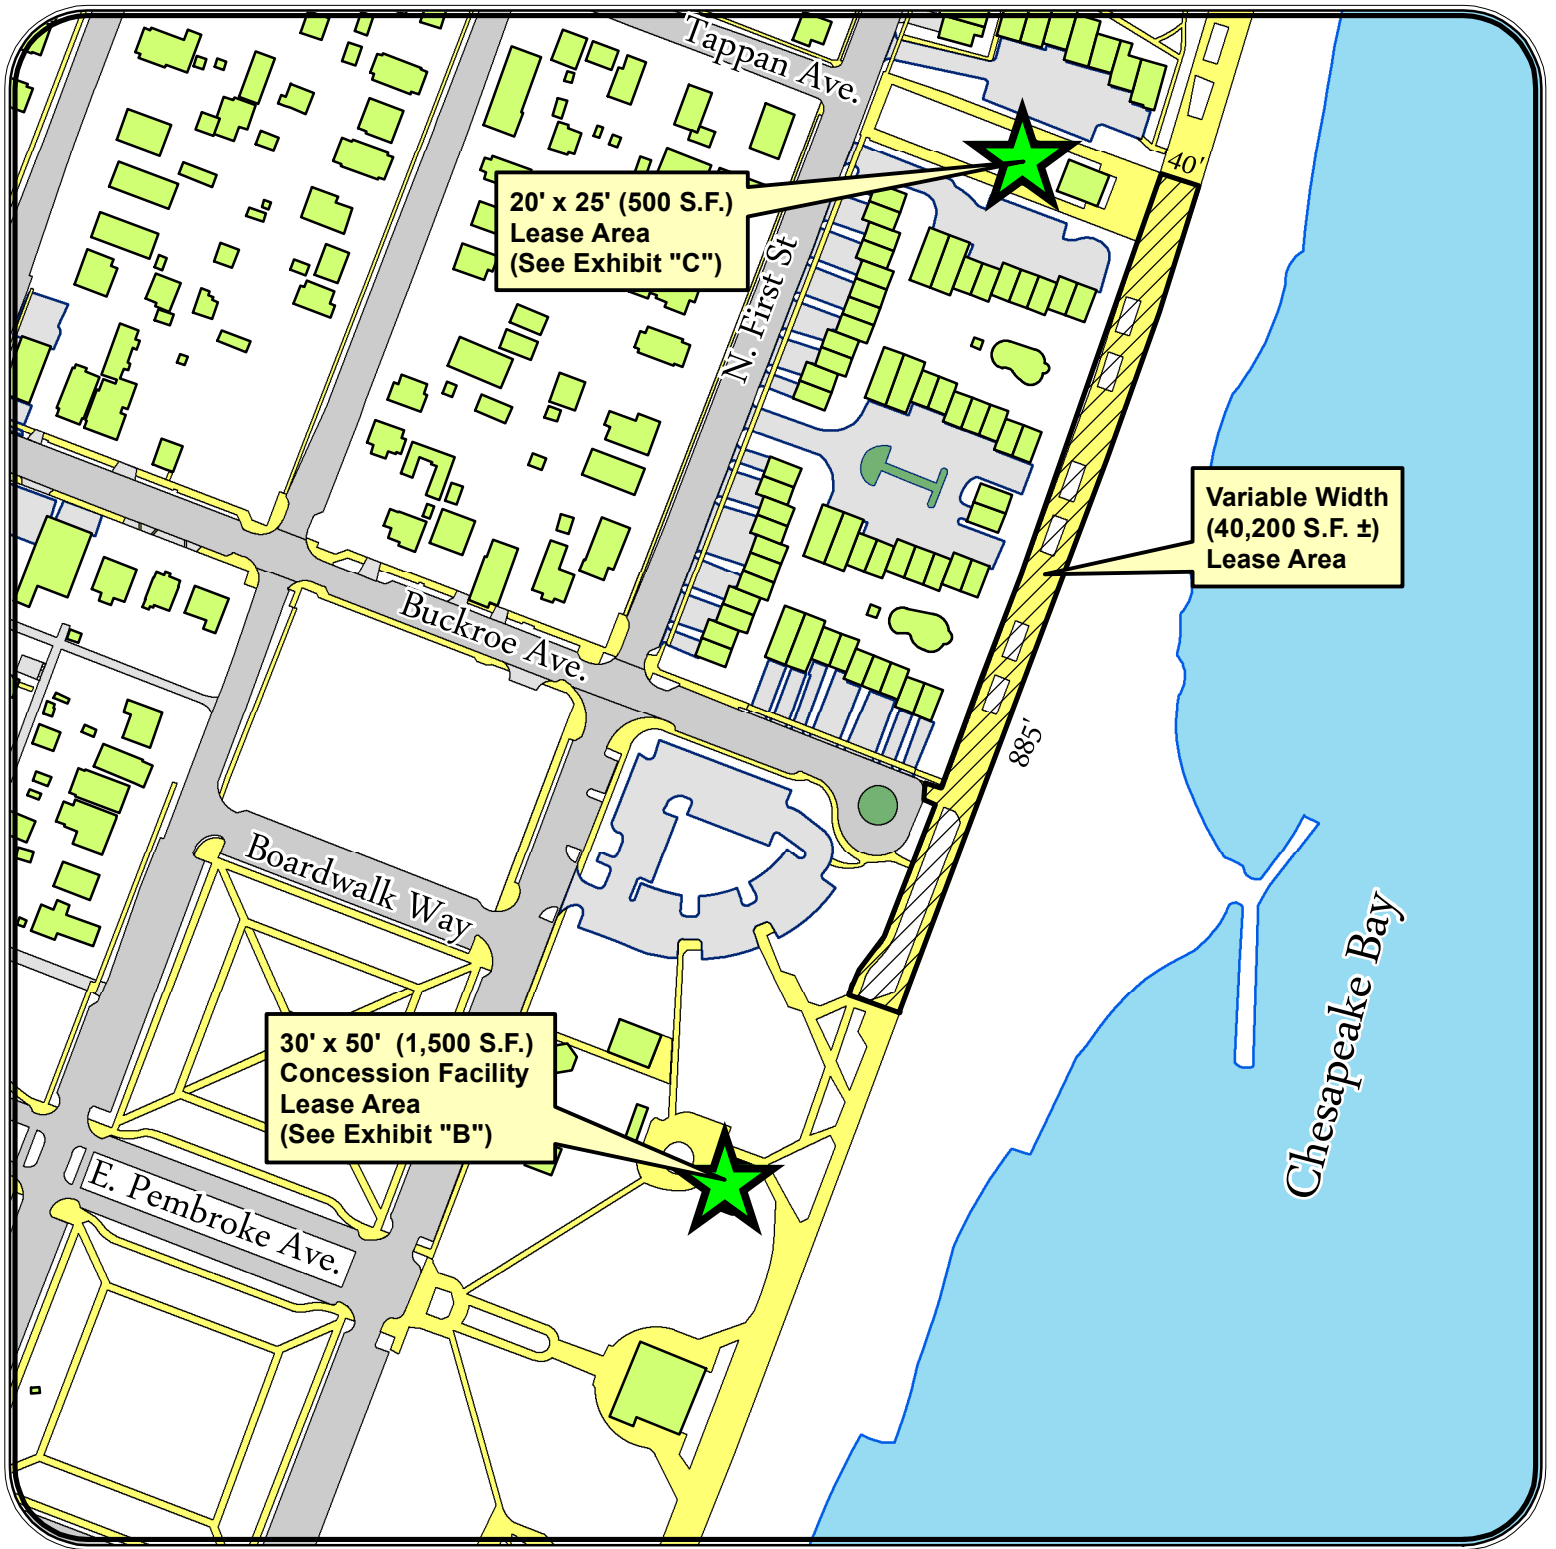 Tappan Ave.
40'
20' x 25' (500 S.F.)
Lease Area
(See Exhibit "C")
N. First St
Variable Width
(40,200 S.F. ±)
Lease Area
Buckroe Ave.
885'
Boardwalk Way
Chesapeake Bay
30' x 50'  (1,500 S.F.)
Concession Facility
Lease Area
(See Exhibit "B")
E. Pembroke Ave.